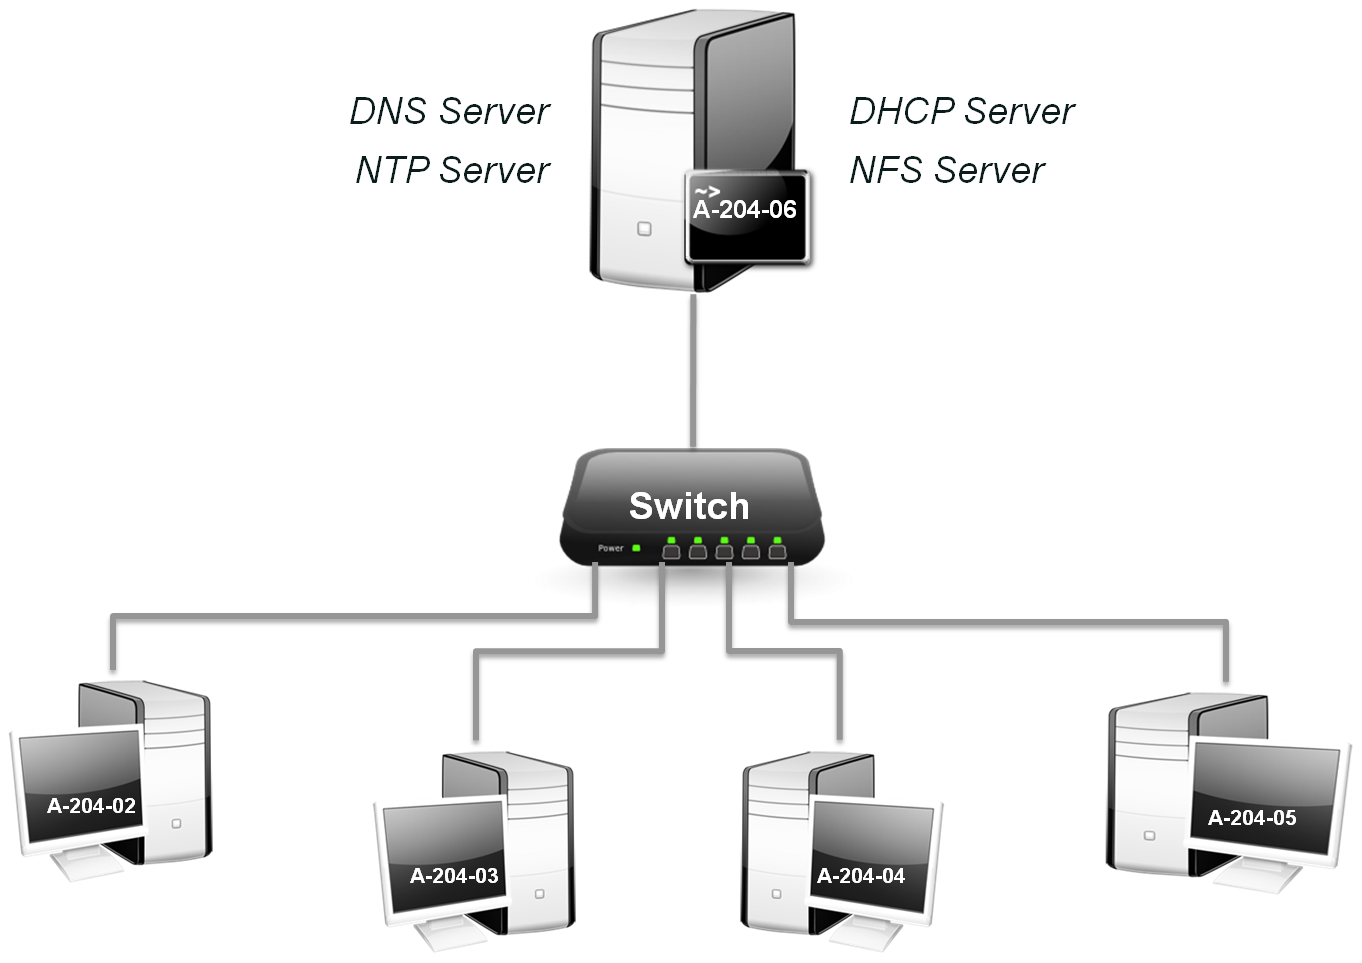 DNS Server
DHCP Server
NTP Server
NFS Server
~>
A-204-06
Switch
Power
A-204-02
A-204-03
A-204-04
A-204-05